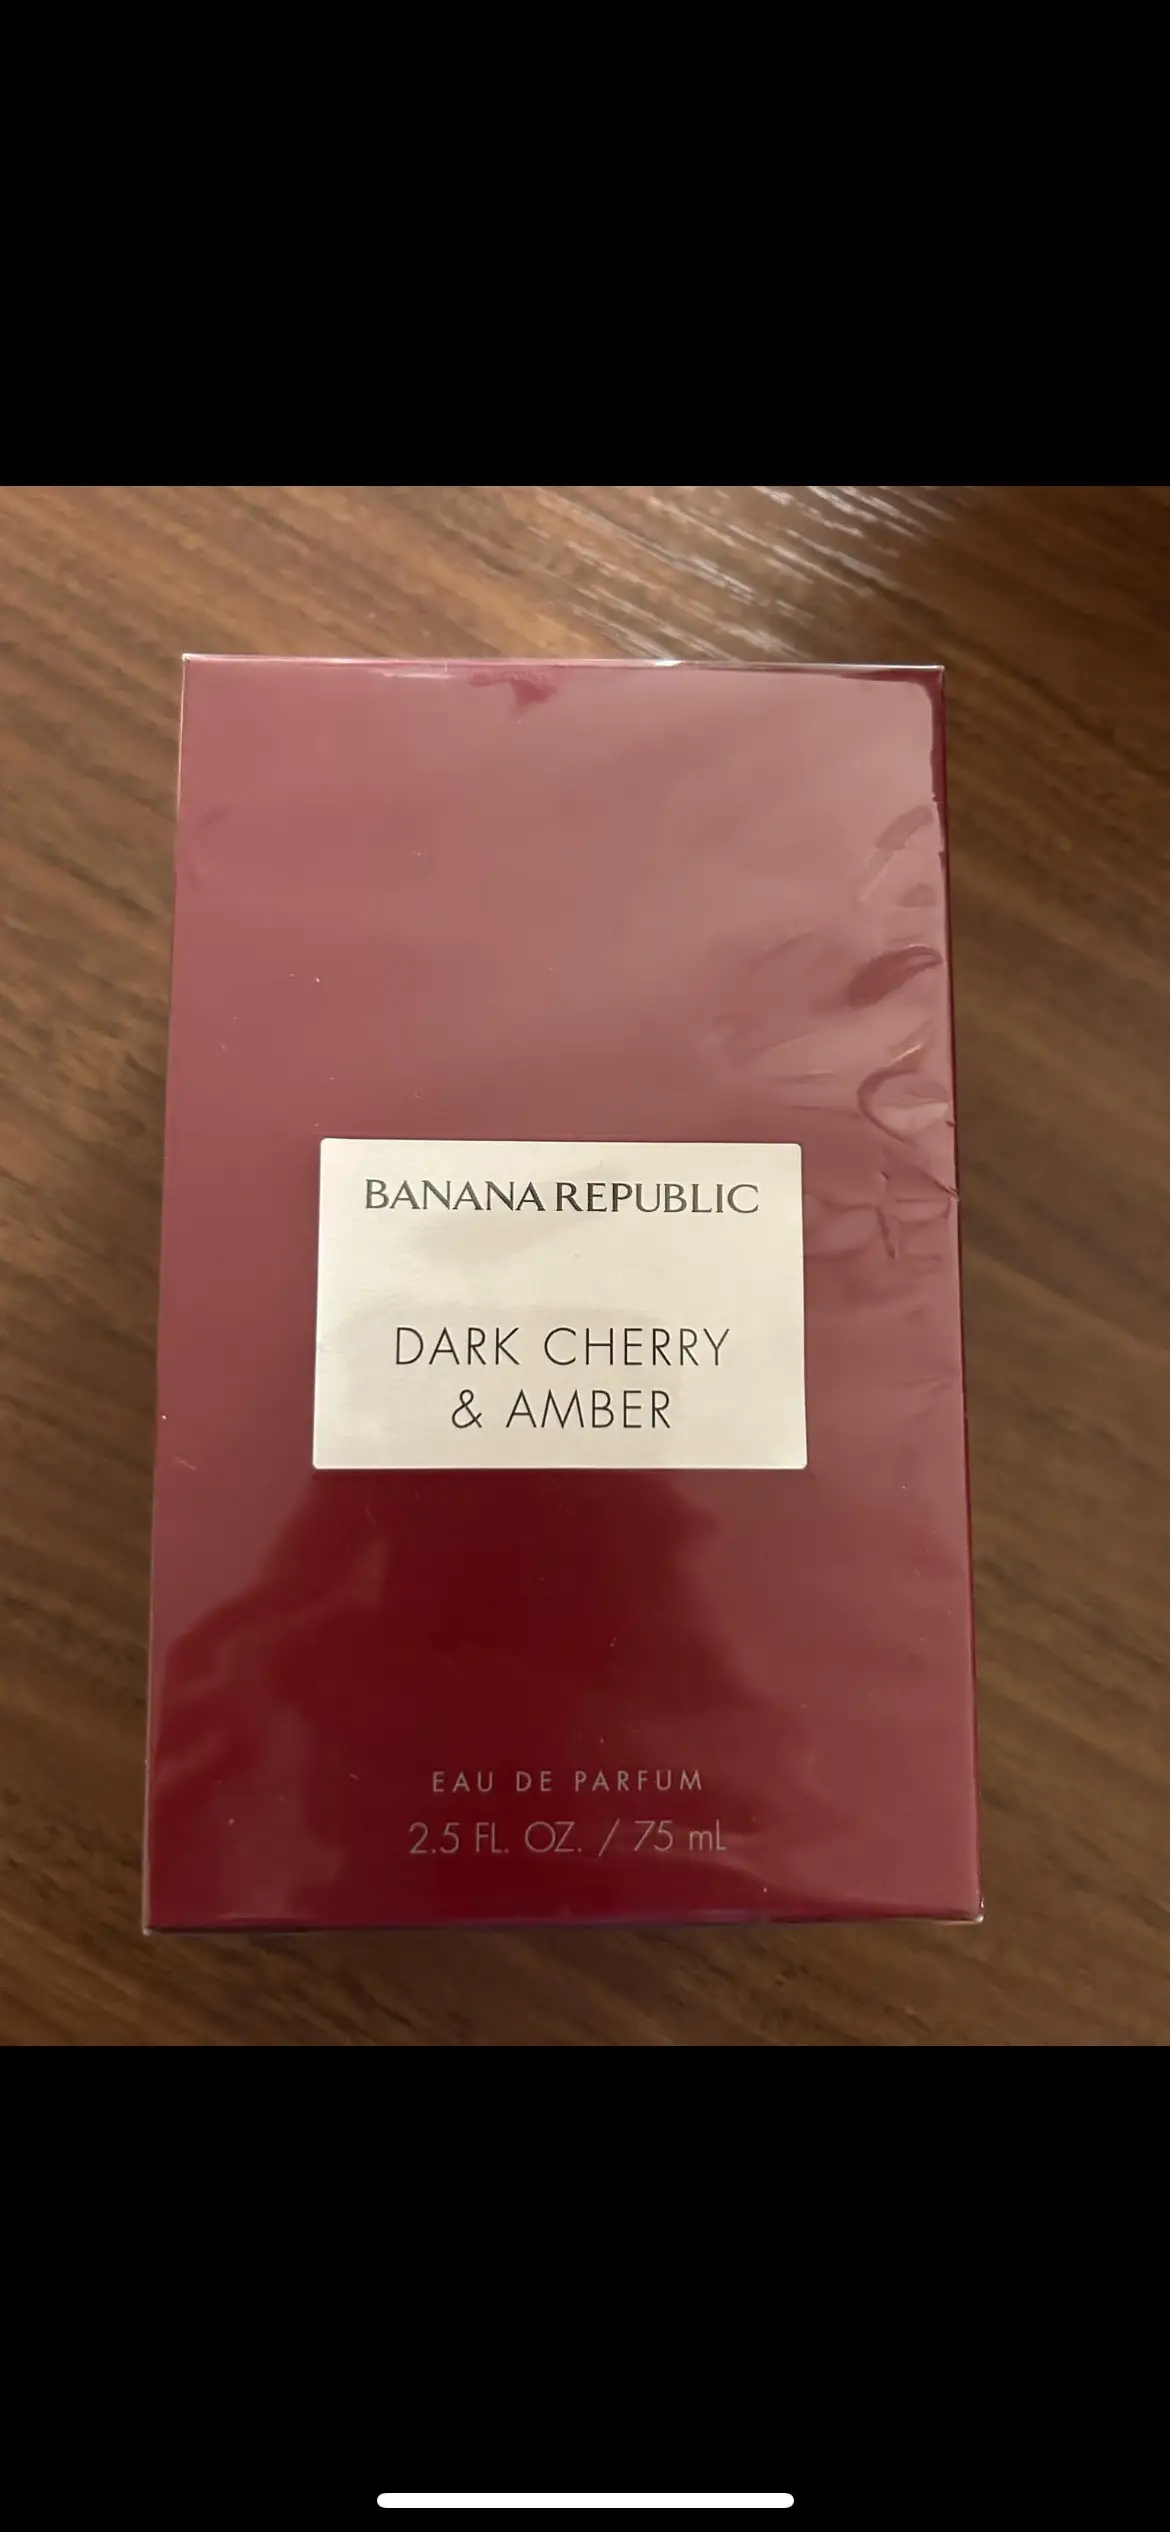 BANANA REPUBLIC
DARK CHERRY
& AMBER
EAU DE PARFUM
2.5 FL. OZ. / 75 mL